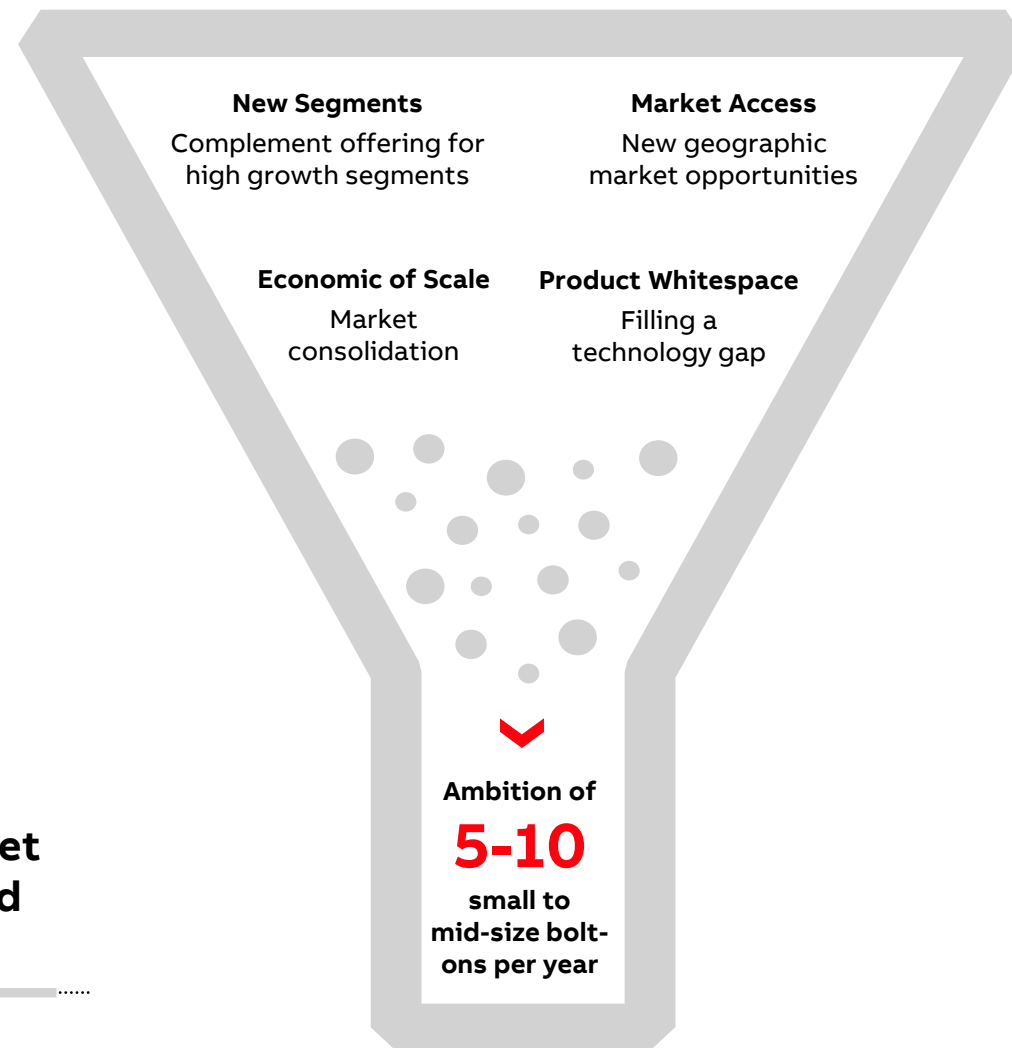 New Segments
Complement offering for
high growth segments
Market Access
New geographic
market opportunities
Economic of Scale
Market
consolidation
Product Whitespace
Filling a
technology gap
Ambition of
5-10
small to
mid-size bolt-
ons per year